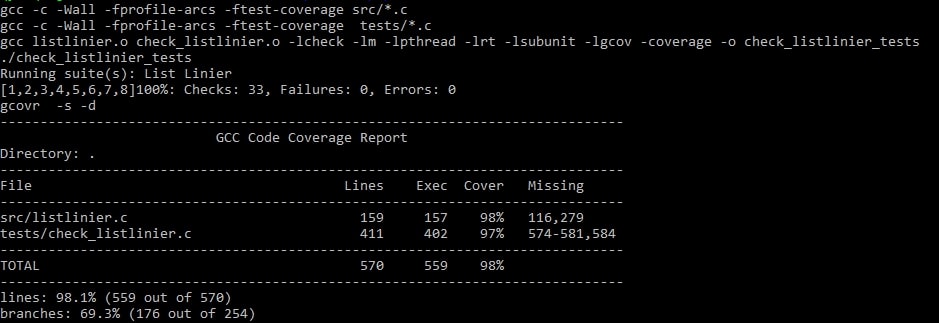 gcc -c -Wall -fprofile-arcs -ftest-coverage src/*.c
gcc -c -Wall -fprofile-arcs -ftest-coverage  tests/*.c
gcc listlinier.o check_listlinier.o -lcheck -lm -lpthread -lrt -lsubunit -lgcov -coverage -o check_listlinier_tests
./check_listlinier_tests
Running suite(s): List Linier
[1,2,3,4,5,6,7,8]100%: Checks: 33, Failures: 0, Errors: 0
gcovr  -s -d
------------------------------------------------------------------------------
                           GCC Code Coverage Report
Directory: .
------------------------------------------------------------------------------
File                                       Lines    Exec  Cover   Missing
------------------------------------------------------------------------------
src/listlinier.c                             159     157    98%   116,279
tests/check_listlinier.c                     411     402    97%   574-581,584
------------------------------------------------------------------------------
TOTAL                                        570     559    98%
------------------------------------------------------------------------------
lines: 98.1% (559 out of 570)
branches: 69.3% (176 out of 254)